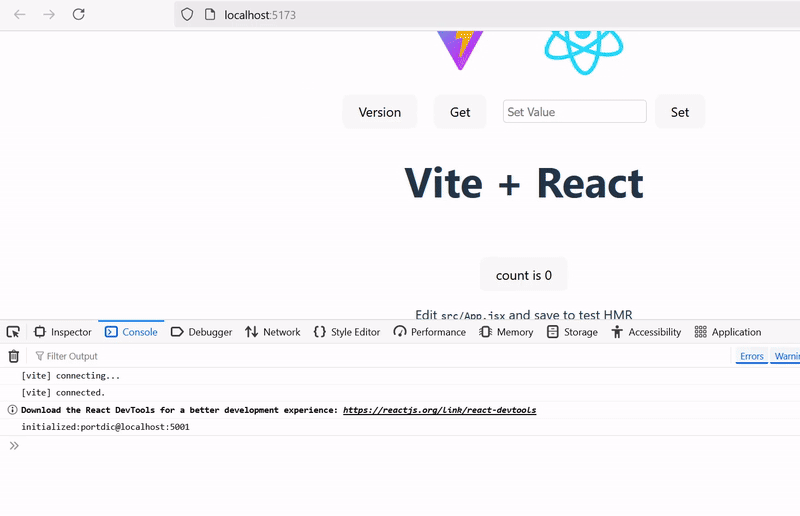 localhost:5173
Version Get Set Value Set
Vite + React
count is 0
Edit src/App.jsx and save to test HMR
Inspector Console Debugger Network Style Editor Performance Memory Storage Accessibility Application
Filter Output Errors Warnin
[vite] connecting...
[vite] connected.
Download the React DevTools for a better development experience: https://reactjs.org/link/react-devtools
initialized:portdic@localhost:5001